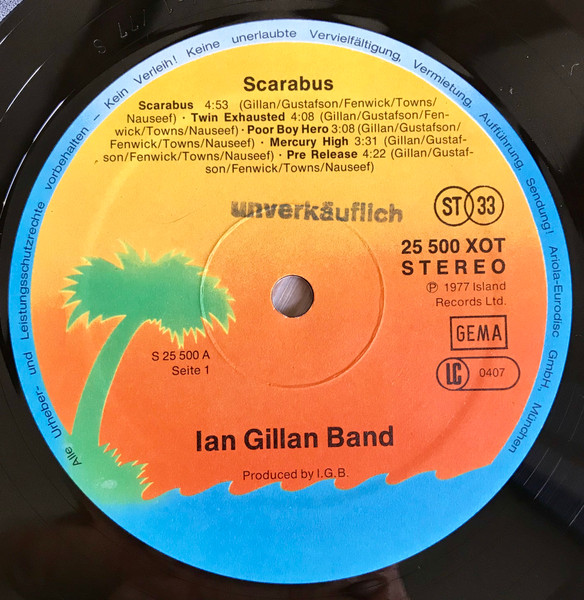 Alle Urheber- und Leistungsschutzrechte vorbehalten – Kein Verleih! Keine unerlaubte Vervielfältigung, Vermietung, Aufführung, Sendung! Ariola-Eurodisc GmbH, München
Scarabus
Scarabus 4:53 (Gillan/Gustafson/Fenwick/Towns/
Nauseef) · Twin Exhausted 4:08 (Gillan/Gustafson/Fen-
wick/Towns/Nauseef) · Poor Boy Hero 3:08 (Gillan/Gustafson/
Fenwick/Towns/Nauseef) · Mercury High 3:31 (Gillan/Gustaf-
son/Fenwick/Towns/Nauseef) · Pre Release 4:22 (Gillan/Gustaf-
son/Fenwick/Towns/Nauseef)
unverkäuflich
ST 33
25 500 XOT
STEREO
Ⓟ 1977 Island
Records Ltd.
GEMA
LC 0407
S 25 500 A
Seite 1
Ian Gillan Band
Produced by I.G.B.